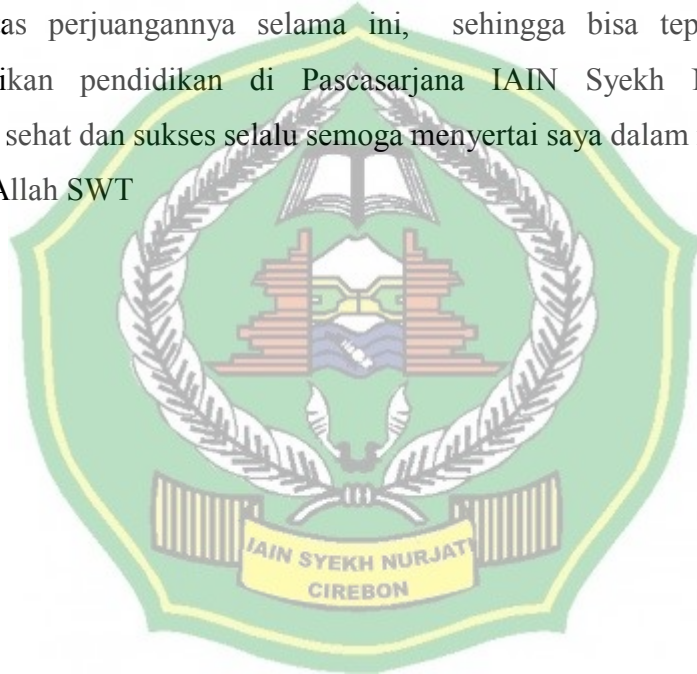 as perjuangannya selama ini, sehingga bisa tep
ikan pendidikan di Pascasarjana IAIN Syekh
sehat dan sukses selalu semoga menyertai saya dalam
Allah SWT
IAIN SYEKH NURJATI
CIREBON